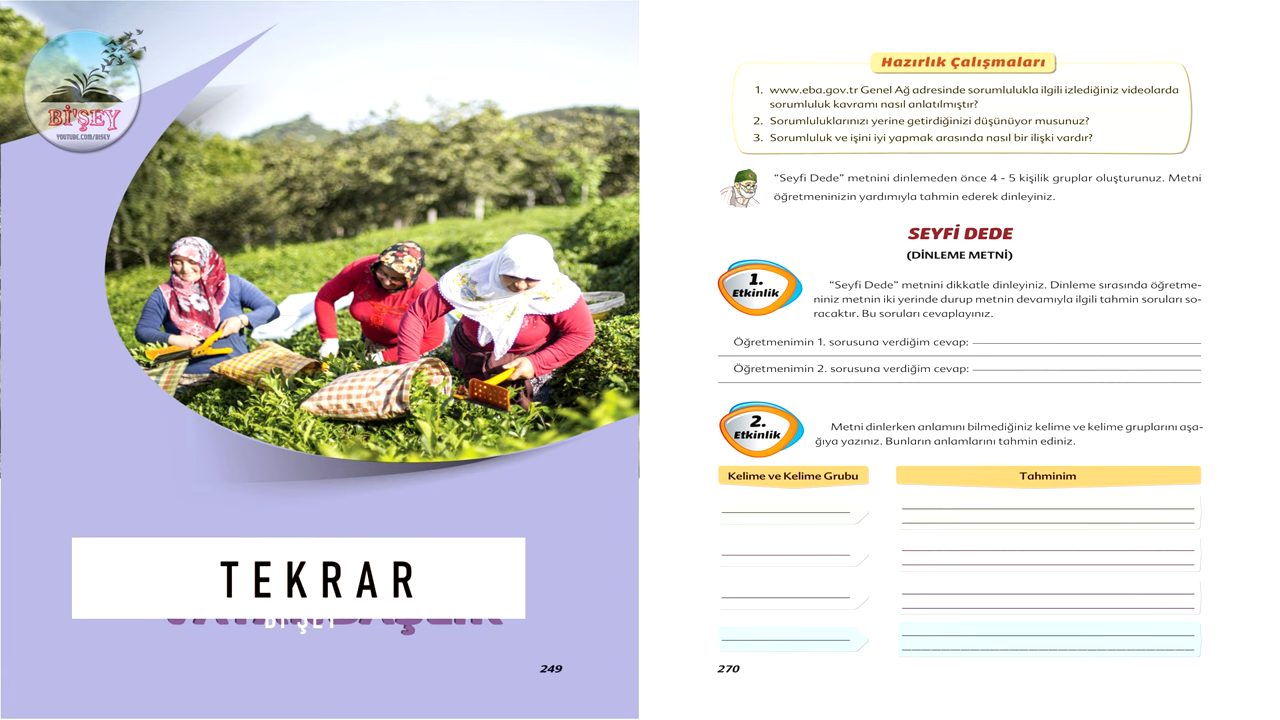 Bİ'ŞEY
YOUTUBE.COM/BISEY
TEKRAR
Bİ'ŞEY
249
Hazırlık Çalışmaları
1. www.eba.gov.tr Genel Ağ adresinde sorumlulukla ilgili izlediğiniz videolarda
sorumluluk kavramı nasıl anlatılmıştır?
2. Sorumluluklarınızı yerine getirdiğinizi düşünüyor musunuz?
3. Sorumluluk ve işini iyi yapmak arasında nasıl bir ilişki vardır?
“Seyfi Dede” metnini dinlemeden önce 4 - 5 kişilik gruplar oluşturunuz. Metni
öğretmeninizin yardımıyla tahmin ederek dinleyiniz.
SEYFİ DEDE
(DİNLEME METNİ)
1.
Etkinlik
“Seyfi Dede” metnini dikkatle dinleyiniz. Dinleme sırasında öğretme-
niniz metnin iki yerinde durup metnin devamıyla ilgili tahmin soruları so-
racaktır. Bu soruları cevaplayınız.
Öğretmenimin 1. sorusuna verdiğim cevap:
Öğretmenimin 2. sorusuna verdiğim cevap:
2.
Etkinlik
Metni dinlerken anlamını bilmediğiniz kelime ve kelime gruplarını aşa-
ğıya yazınız. Bunların anlamlarını tahmin ediniz.
Kelime ve Kelime Grubu
Tahminim
270